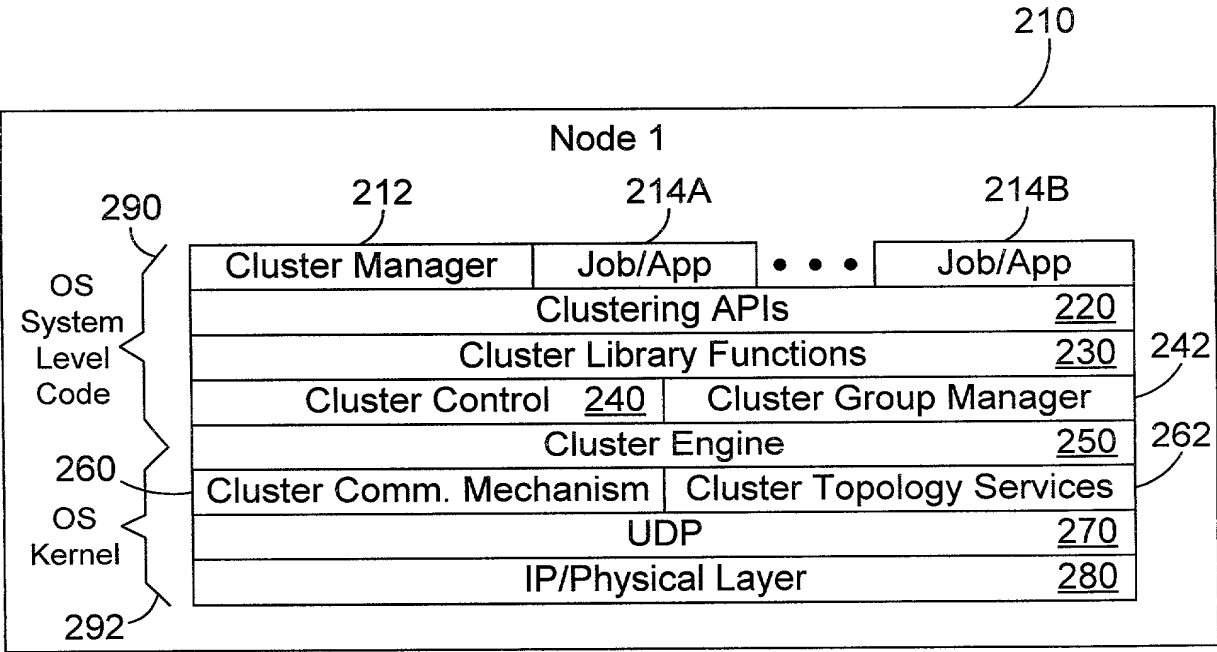 210
Node 1
290
212
214A
214B
Cluster Manager Job/App • • • Job/App
OS
System
Level
Code
Clustering APIs 220
Cluster Library Functions 230
242
Cluster Control 240 Cluster Group Manager
Cluster Engine 250
262
260
Cluster Comm. Mechanism Cluster Topology Services
OS
Kernel
UDP 270
IP/Physical Layer 280
292